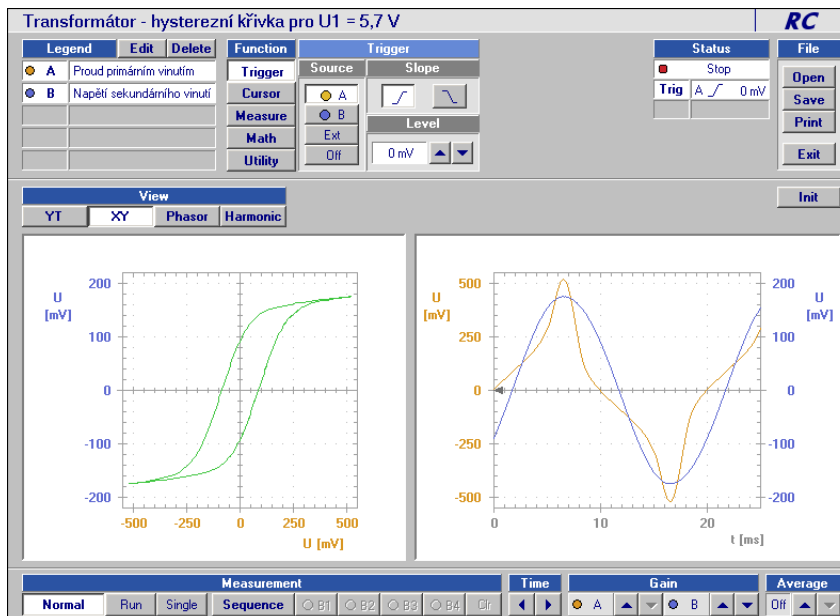 Transformátor - hysterezní křivka pro U1 = 5,7 V
RC
Legend Edit Delete
A Proud primárním vinutím
B Napětí sekundárního vinutí
Function
Trigger
Cursor
Measure
Math
Utility
Trigger
Source
A
B
Ext
Off
Slope
Level
0 mV
Status
Stop
Trig A 0 mV
File
Open
Save
Print
Exit
Init
View
YT XY Phasor Harmonic
U
[mV]
200
100
0
-100
-200
-500 -250 0 250 500
U [mV]
U
[mV]
500
250
0
-250
-500
0 10 20
t [ms]
U
[mV]
200
100
0
-100
-200
Measurement
Normal Run Single Sequence B1 B2 B3 B4 Clr
Time
Gain
A B
Average
Off